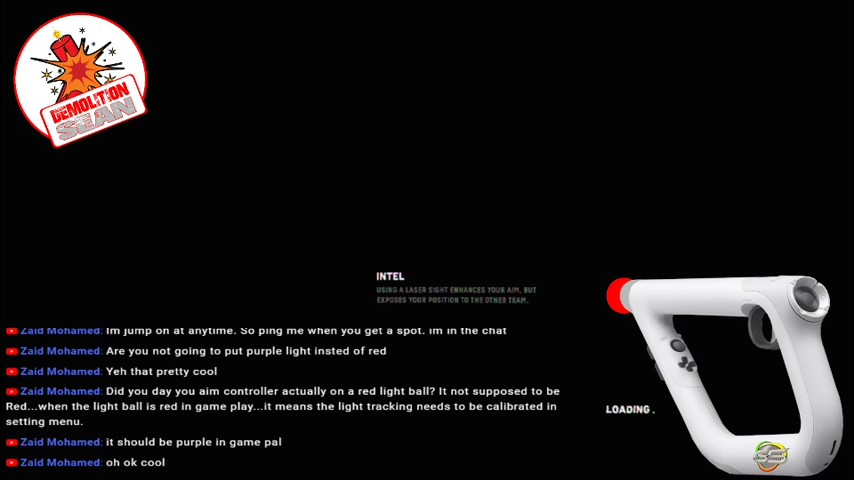 DEMOLITION
SEAN
INTEL
USING A LASER SIGHT ENHANCES YOUR AIM, BUT
EXPOSES YOUR POSITION TO THE OTHER TEAM.
Zaid Mohamed: Im jump on at anytime. So ping me when you get a spot, im in the chat
Zaid Mohamed: Are you not going to put purple light insted of red
Zaid Mohamed: Yeh that pretty cool
Zaid Mohamed: Did you day you aim controller actually on a red light ball? It not supposed to be
Red...when the light ball is red in game play...it means the light tracking needs to be calibrated in
setting menu.
LOADING .
Zaid Mohamed: it should be purple in game pal
Zaid Mohamed: oh ok cool